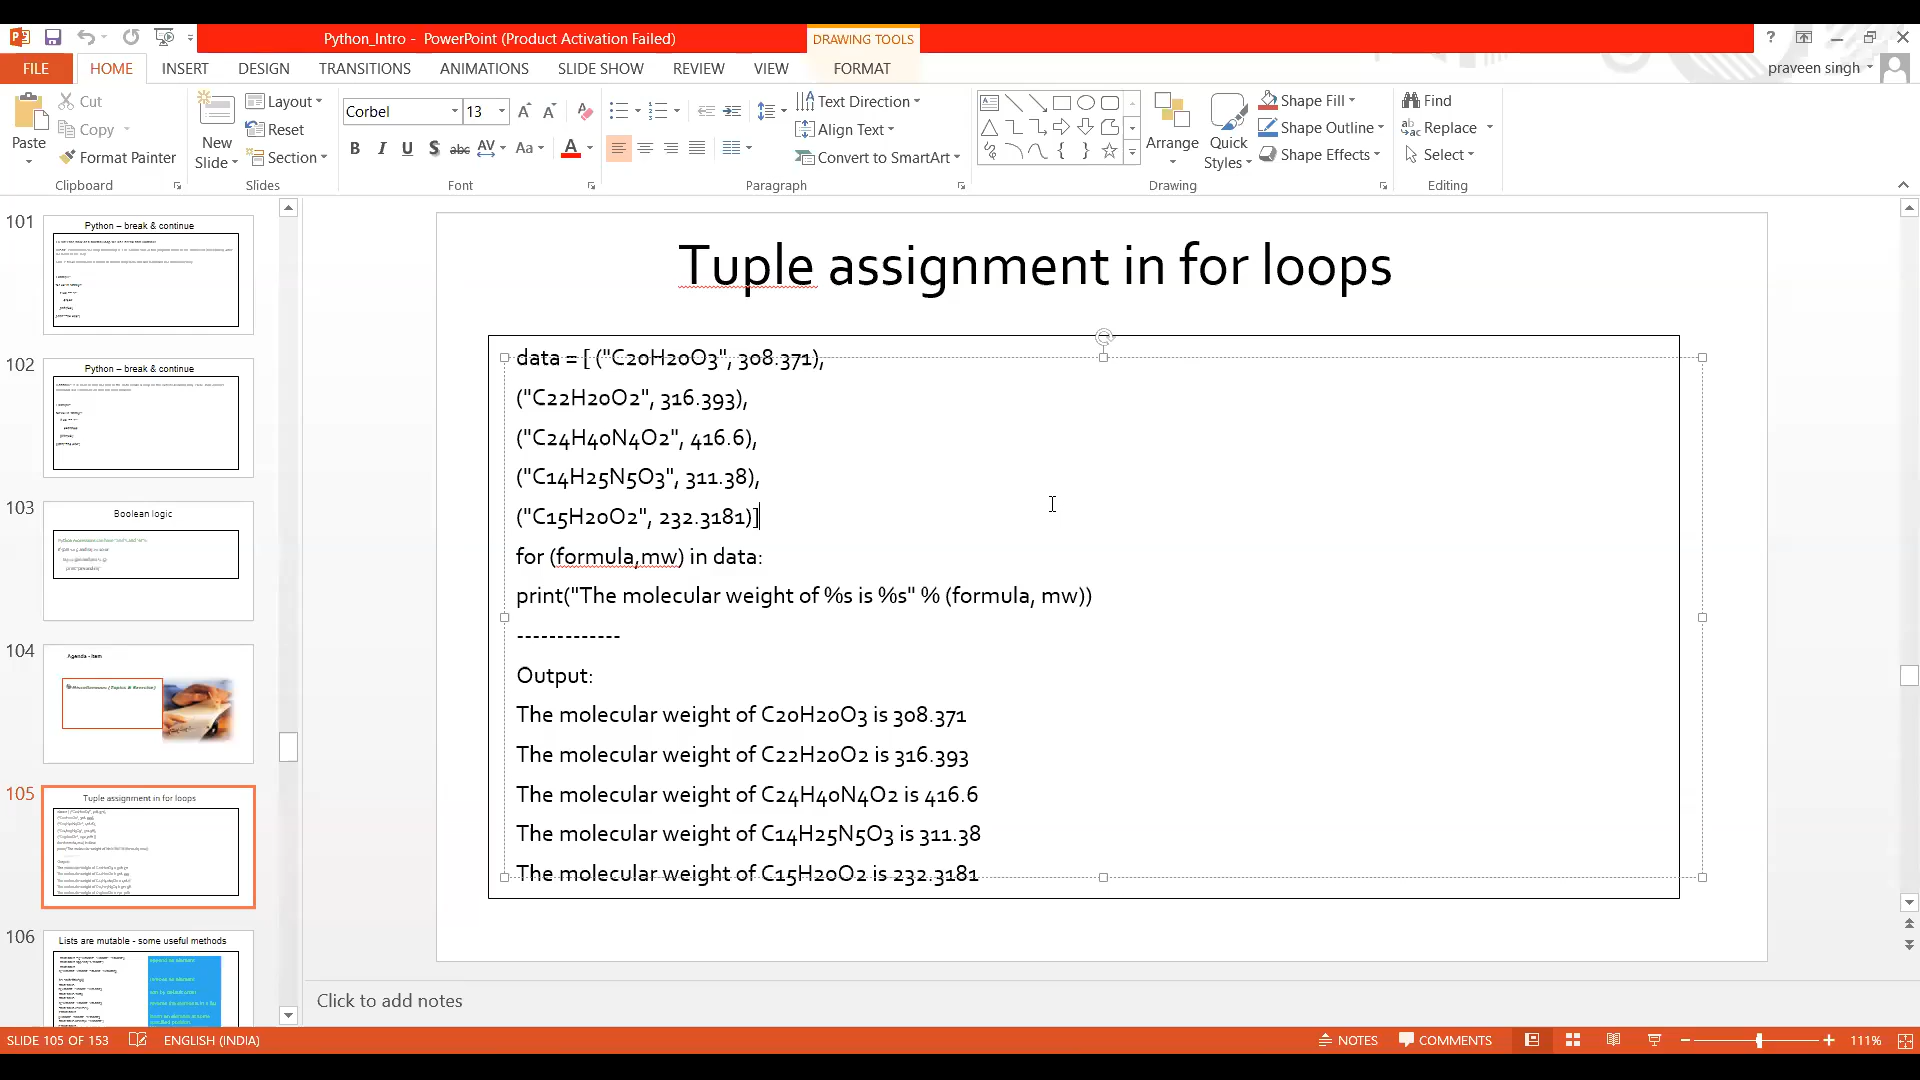 Python_Intro - PowerPoint (Product Activation Failed)
DRAWING TOOLS
?
FILE
HOME
INSERT
DESIGN
TRANSITIONS
ANIMATIONS
SLIDE SHOW
REVIEW
VIEW
FORMAT
praveen singh
Paste
Cut
Copy
Format Painter
Clipboard
New
Slide
Layout
Reset
Section
Slides
Corbel
13
B I U S abc AV Aa A
Font
Text Direction
Align Text
Convert to SmartArt
Paragraph
Arrange
Quick
Styles
Shape Fill
Shape Outline
Shape Effects
Drawing
Find
Replace
Select
Editing
101
Python – break & continue
102
Python – break & continue
103
Boolean logic
104
Agenda - Item
Miscellaneous (Topics & Exercise)
105
Tuple assignment in for loops
106
Lists are mutable - some useful methods
Tuple assignment in for loops
data = [ ("C20H20O3", 308.371),
("C22H20O2", 316.393),
("C24H40N4O2", 416.6),
("C14H25N5O3", 311.38),
("C15H20O2", 232.3181)]
for (formula,mw) in data:
print("The molecular weight of %s is %s" % (formula, mw))
-------------
Output:
The molecular weight of C20H20O3 is 308.371
The molecular weight of C22H20O2 is 316.393
The molecular weight of C24H40N4O2 is 416.6
The molecular weight of C14H25N5O3 is 311.38
The molecular weight of C15H20O2 is 232.3181
Click to add notes
SLIDE 105 OF 153
ENGLISH (INDIA)
NOTES
COMMENTS
111%